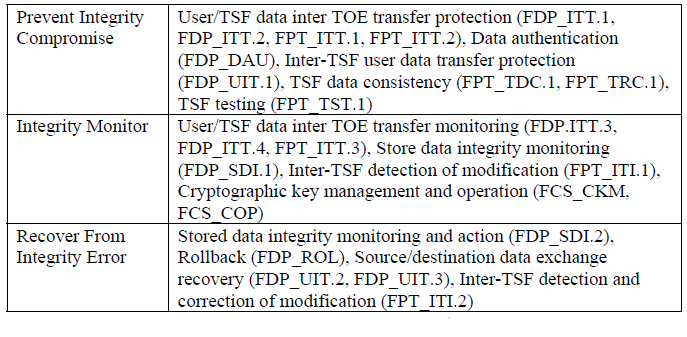 Prevent Integrity
Compromise
User/TSF data inter TOE transfer protection (FDP_ITT.1,
FDP_ITT.2, FPT_ITT.1, FPT_ITT.2), Data authentication
(FDP_DAU), Inter-TSF user data transfer protection
(FDP_UIT.1), TSF data consistency (FPT_TDC.1, FPT_TRC.1),
TSF testing (FPT_TST.1)
Integrity Monitor
User/TSF data inter TOE transfer monitoring (FDP.ITT.3,
FDP_ITT.4, FPT_ITT.3), Store data integrity monitoring
(FDP_SDI.1), Inter-TSF detection of modification (FPT_ITI.1),
Cryptographic key management and operation (FCS_CKM,
FCS_COP)
Recover From
Integrity Error
Stored data integrity monitoring and action (FDP_SDI.2),
Rollback (FDP_ROL), Source/destination data exchange
recovery (FDP_UIT.2, FDP_UIT.3), Inter-TSF detection and
correction of modification (FPT_ITI.2)